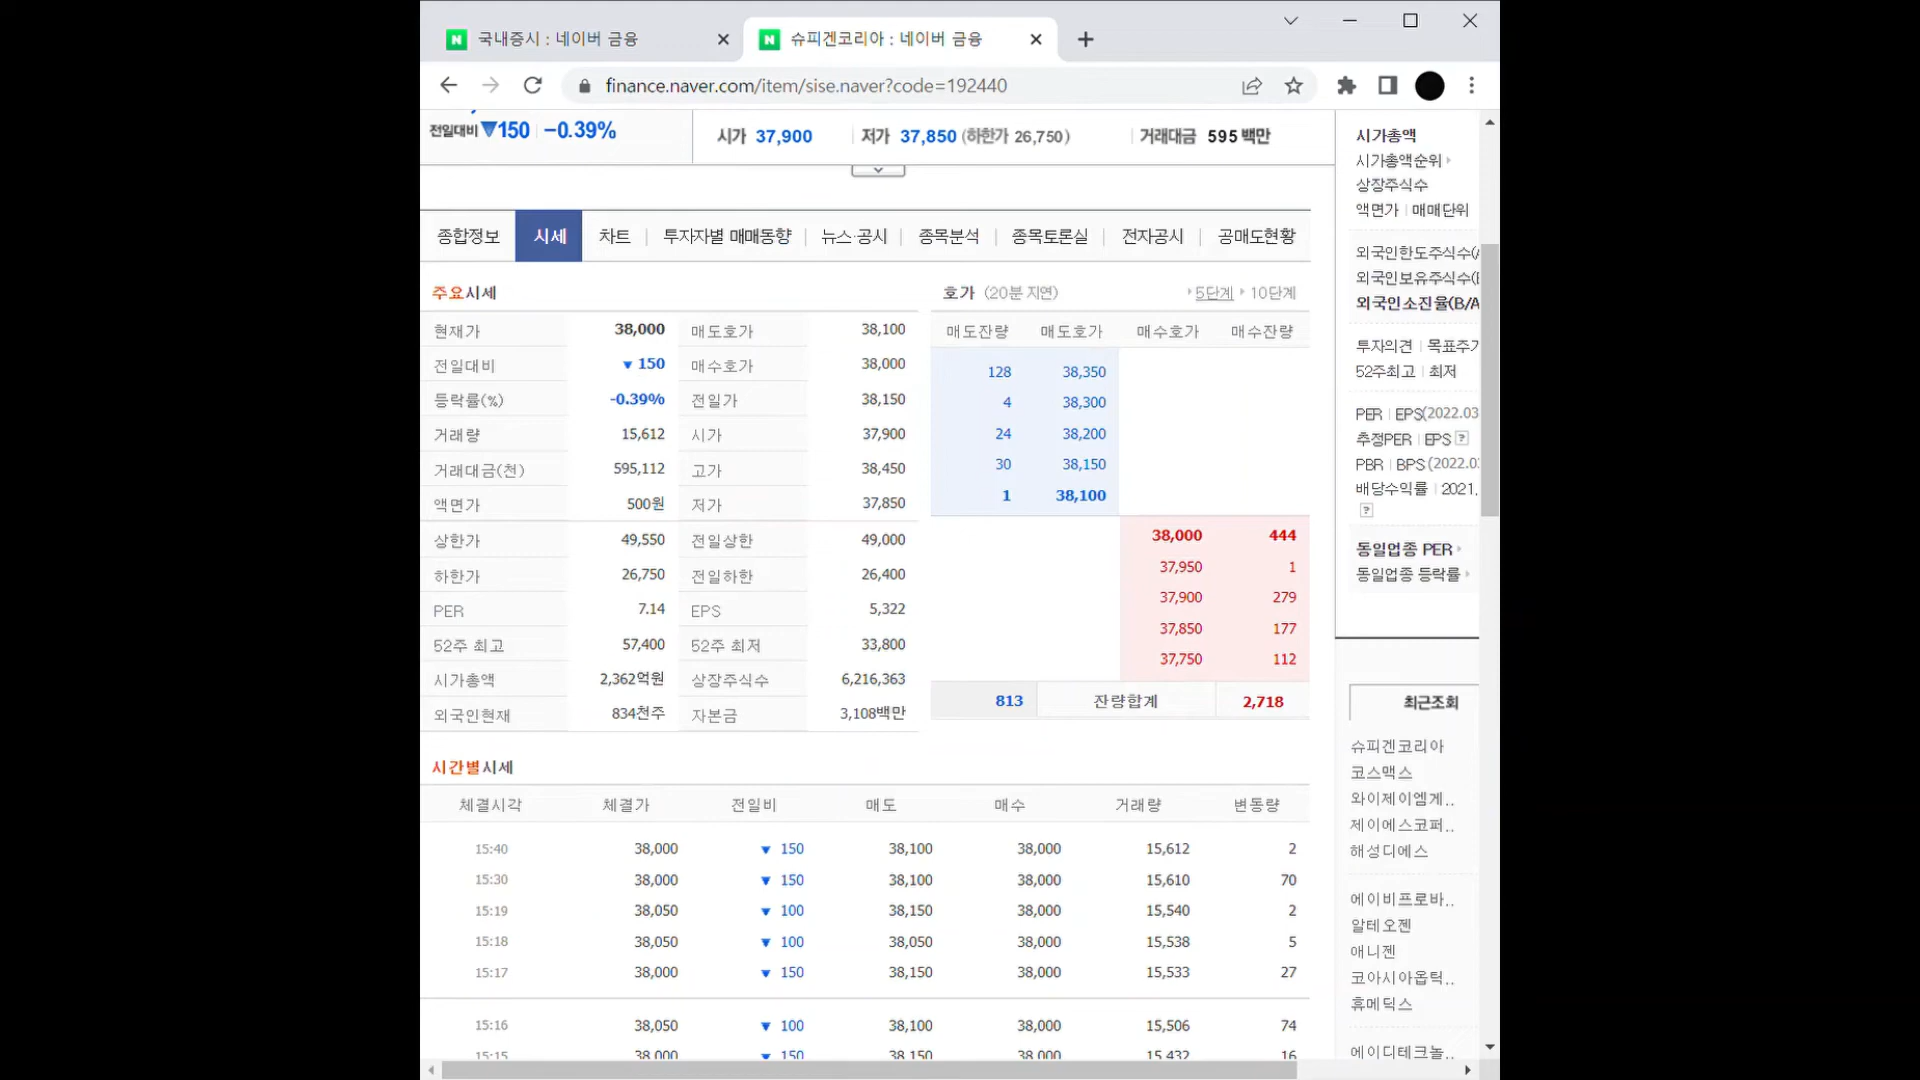 국내증시 : 네이버 금융
슈피겐코리아 : 네이버 금융
finance.naver.com/item/sise.naver?code=192440
전일대비 ▼150 -0.39%
시가 37,900 저가 37,850 (하한가 26,750) 거래대금 595 백만
종합정보 시세 차트 투자자별 매매동향 뉴스·공시 종목분석 종목토론실 전자공시 공매도현황
주요시세
현재가 38,000 매도호가 38,100
전일대비 ▼ 150 매수호가 38,000
등락률(%) -0.39% 전일가 38,150
거래량 15,612 시가 37,900
거래대금(천) 595,112 고가 38,450
액면가 500원 저가 37,850
상한가 49,550 전일상한 49,000
하한가 26,750 전일하한 26,400
PER 7.14 EPS 5,322
52주 최고 57,400 52주 최저 33,800
시가총액 2,362억원 상장주식수 6,216,363
외국인현재 834천주 자본금 3,108백만
호가 (20분 지연) 5단계 10단계
매도잔량 매도호가 매수호가 매수잔량
128 38,350
4 38,300
24 38,200
30 38,150
1 38,100
38,000 444
37,950 1
37,900 279
37,850 177
37,750 112
813 잔량합계 2,718
시간별시세
체결시각 체결가 전일비 매도 매수 거래량 변동량
15:40 38,000 ▼ 150 38,100 38,000 15,612 2
15:30 38,000 ▼ 150 38,100 38,000 15,610 70
15:19 38,050 ▼ 100 38,150 38,000 15,540 2
15:18 38,050 ▼ 100 38,050 38,000 15,538 5
15:17 38,000 ▼ 150 38,150 38,000 15,533 27
15:16 38,050 ▼ 100 38,100 38,000 15,506 74
15:15 38,000 ▼ 150 38,150 38,000 15,432 16
시가총액
시가총액순위
상장주식수
액면가 매매단위
외국인한도주식수(A
외국인보유주식수(B
외국인소진율(B/A
투자의견 목표주가
52주최고 최저
PER EPS(2022.03
추정PER EPS ?
PBR BPS(2022.0
배당수익률 2021.
?
동일업종 PER
동일업종 등락률
최근조회
슈피겐코리아
코스맥스
와이제이엠게..
제이에스코퍼..
해성디에스
에이비프로바..
알테오젠
애니젠
코아시아옵틱..
휴메딕스
에이디테크놀..